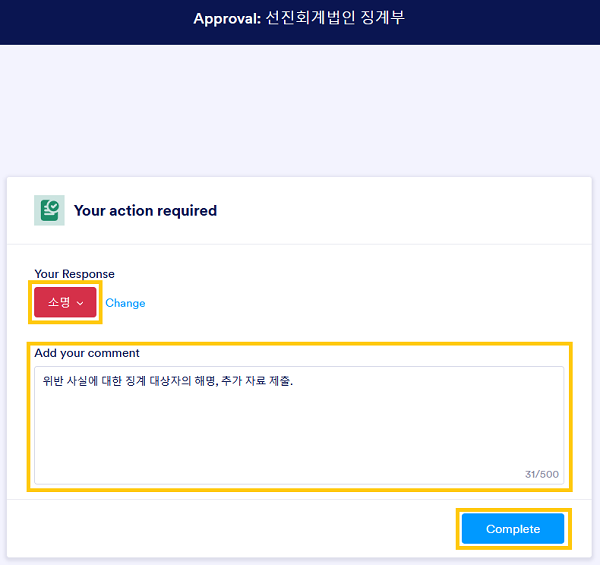 Approval: 선진회계법인 징계부
Your action required
Your Response
소명
Change
Add your comment
위반 사실에 대한 징계 대상자의 해명, 추가 자료 제출.
31/500
Complete